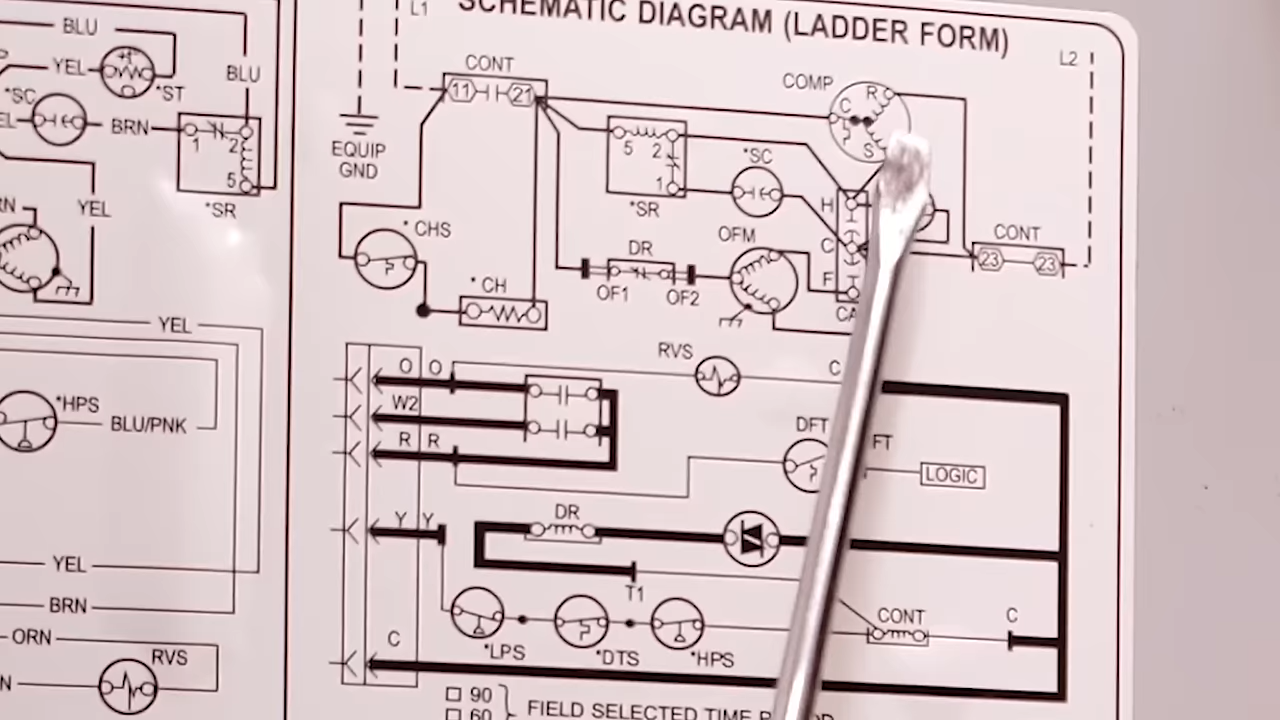 SCHEMATIC DIAGRAM (LADDER FORM)
L1
L2
BLU
YEL
*ST
BLU
*SC
BRN
1
2
5
*SR
YEL
YEL
*HPS
BLU/PNK
YEL
BRN
ORN
RVS
EQUIP
GND
CONT
11
21
COMP
C
R
S
5
2
1
*SR
*SC
H
C
F
* CHS
* CH
DR
OF1
OF2
OFM
CONT
23
23
O
O
W2
R
R
RVS
C
DFT
FT
LOGIC
Y
Y
DR
T1
*LPS
*DTS
*HPS
CONT
C
C
90
60
FIELD SELECTED TIME